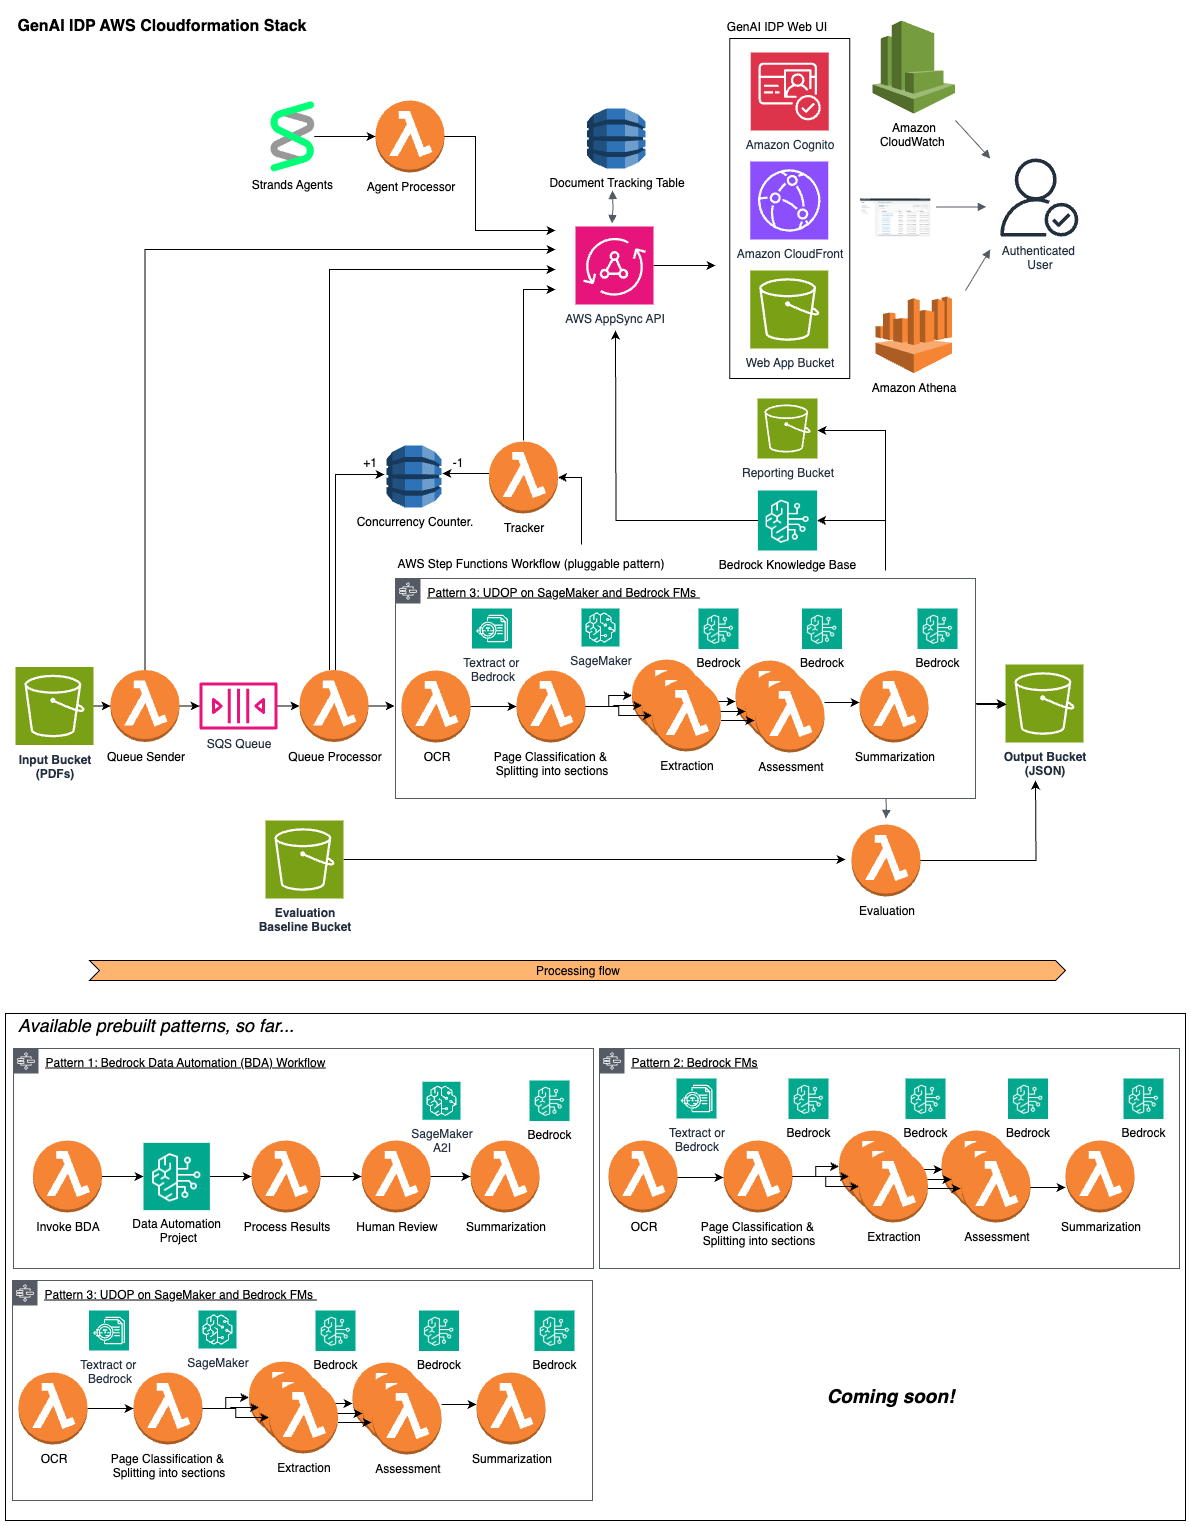 GenAI IDP AWS Cloudformation Stack
GenAI IDP Web UI
Amazon
CloudWatch
Amazon Cognito
Strands Agents
Agent Processor
Document Tracking Table
Amazon CloudFront
Authenticated
User
AWS AppSync API
Web App Bucket
Amazon Athena
+1
-1
Reporting Bucket
Concurrency Counter.
Tracker
AWS Step Functions Workflow (pluggable pattern)
Bedrock Knowledge Base
Pattern 3: UDOP on SageMaker and Bedrock FMs
Textract or
Bedrock
SageMaker
Bedrock
Bedrock
Bedrock
Input Bucket
(PDFs)
Queue Sender
SQS Queue
Queue Processor
OCR
Page Classification &
Splitting into sections
Extraction
Assessment
Summarization
Output Bucket
(JSON)
Evaluation
Baseline Bucket
Evaluation
Processing flow
Available prebuilt patterns, so far...
Pattern 1: Bedrock Data Automation (BDA) Workflow
SageMaker
A2I
Bedrock
Invoke BDA
Data Automation
Project
Process Results
Human Review
Summarization
Pattern 2: Bedrock FMs
Textract or
Bedrock
Bedrock
Bedrock
Bedrock
Bedrock
OCR
Page Classification &
Splitting into sections
Extraction
Assessment
Summarization
Pattern 3: UDOP on SageMaker and Bedrock FMs
Textract or
Bedrock
SageMaker
Bedrock
Bedrock
Bedrock
OCR
Page Classification &
Splitting into sections
Extraction
Assessment
Summarization
Coming soon!